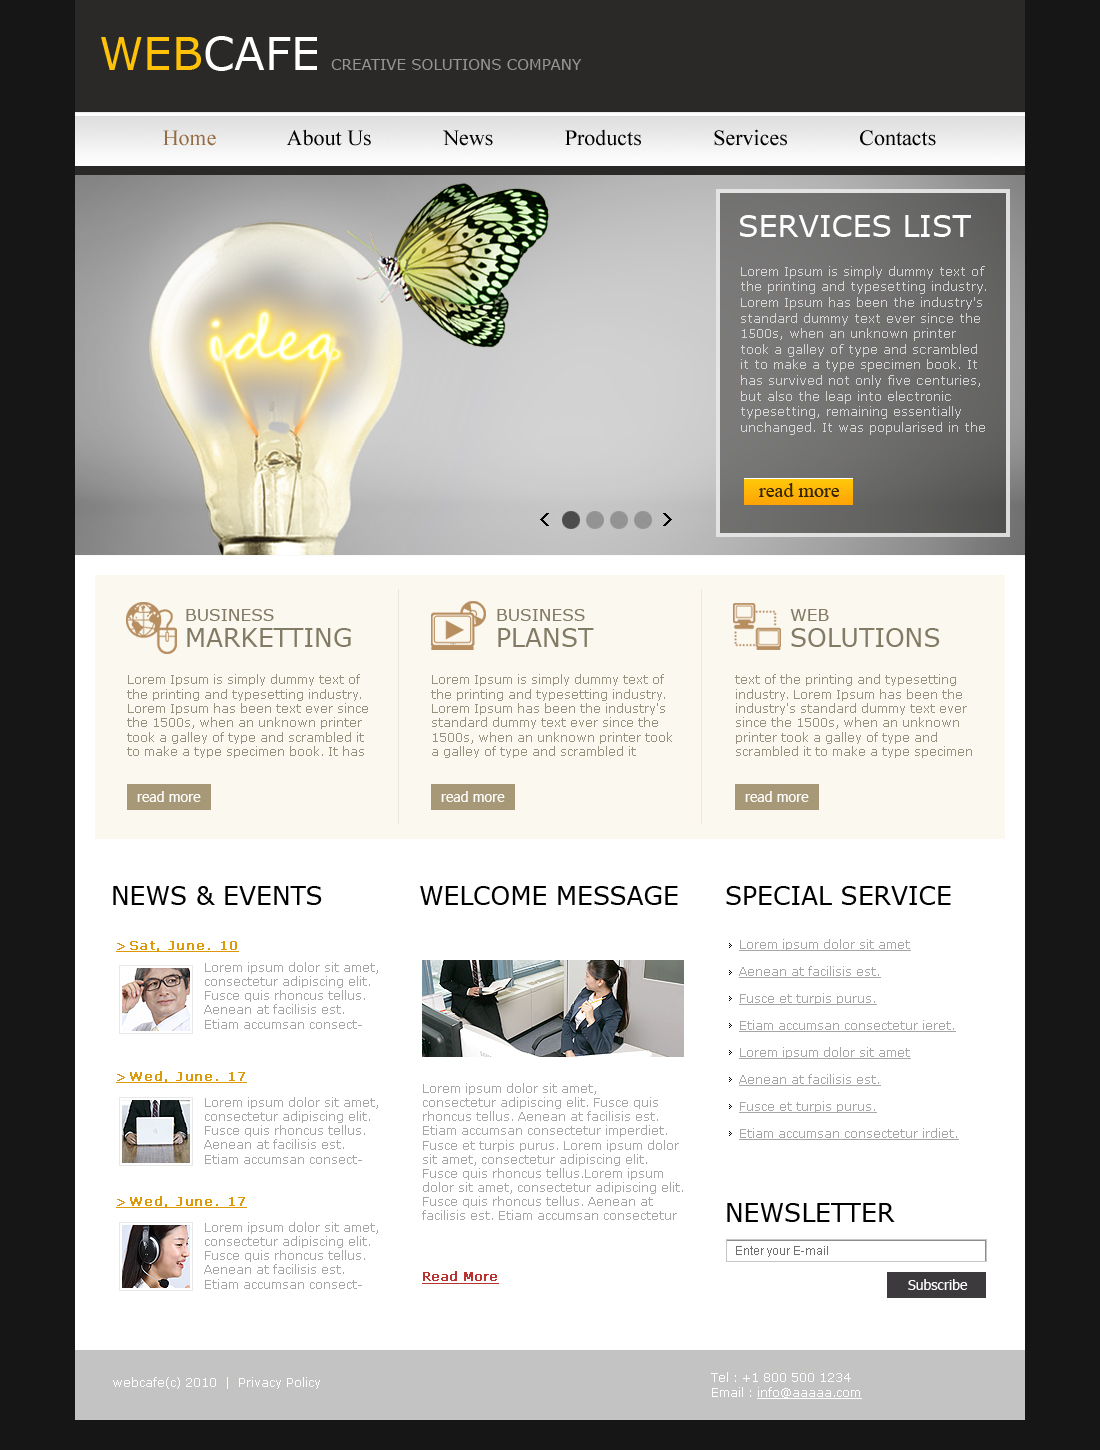 WEBCAFE CREATIVE SOLUTIONS COMPANY
Home About Us News Products Services Contacts
idea
SERVICES LIST
Lorem Ipsum is simply dummy text of
the printing and typesetting industry.
Lorem Ipsum has been the industry's
standard dummy text ever since the
1500s, when an unknown printer
took a galley of type and scrambled
it to make a type specimen book. It
has survived not only five centuries,
but also the leap into electronic
typesetting, remaining essentially
unchanged. It was popularised in the
read more
BUSINESS
MARKETTING
Lorem Ipsum is simply dummy text of
the printing and typesetting industry.
Lorem Ipsum has been text ever since
the 1500s, when an unknown printer
took a galley of type and scrambled it
to make a type specimen book. It has
read more
BUSINESS
PLANST
Lorem Ipsum is simply dummy text of
the printing and typesetting industry.
Lorem Ipsum has been the industry's
standard dummy text ever since the
1500s, when an unknown printer took
a galley of type and scrambled it
read more
WEB
SOLUTIONS
text of the printing and typesetting
industry. Lorem Ipsum has been the
industry's standard dummy text ever
since the 1500s, when an unknown
printer took a galley of type and
scrambled it to make a type specimen
read more
NEWS & EVENTS
> Sat, June. 10
Lorem ipsum dolor sit amet,
consectetur adipiscing elit.
Fusce quis rhoncus tellus.
Aenean at facilisis est.
Etiam accumsan consect-
> Wed, June. 17
Lorem ipsum dolor sit amet,
consectetur adipiscing elit.
Fusce quis rhoncus tellus.
Aenean at facilisis est.
Etiam accumsan consect-
> Wed, June. 17
Lorem ipsum dolor sit amet,
consectetur adipiscing elit.
Fusce quis rhoncus tellus.
Aenean at facilisis est.
Etiam accumsan consect-
WELCOME MESSAGE
Lorem ipsum dolor sit amet,
consectetur adipiscing elit. Fusce quis
rhoncus tellus. Aenean at facilisis est.
Etiam accumsan consectetur imperdiet.
Fusce et turpis purus. Lorem ipsum dolor
sit amet, consectetur adipiscing elit.
Fusce quis rhoncus tellus.Lorem ipsum
dolor sit amet, consectetur adipiscing elit.
Fusce quis rhoncus tellus. Aenean at
facilisis est. Etiam accumsan consectetur
Read More
SPECIAL SERVICE
Lorem ipsum dolor sit amet
Aenean at facilisis est.
Fusce et turpis purus.
Etiam accumsan consectetur ieret.
Lorem ipsum dolor sit amet
Aenean at facilisis est.
Fusce et turpis purus.
Etiam accumsan consectetur irdiet.
NEWSLETTER
Enter your E-mail
Subscribe
webcafe(c) 2010 | Privacy Policy
Tel : +1 800 500 1234
Email : info@aaaaa.com